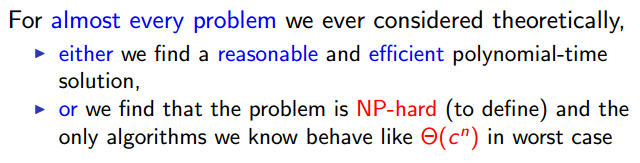 For almost every problem we ever considered theoretically,
▶ either we find a reasonable and efficient polynomial-time
solution,
▶ or we find that the problem is NP-hard (to define) and the
only algorithms we know behave like Θ(cⁿ) in worst case